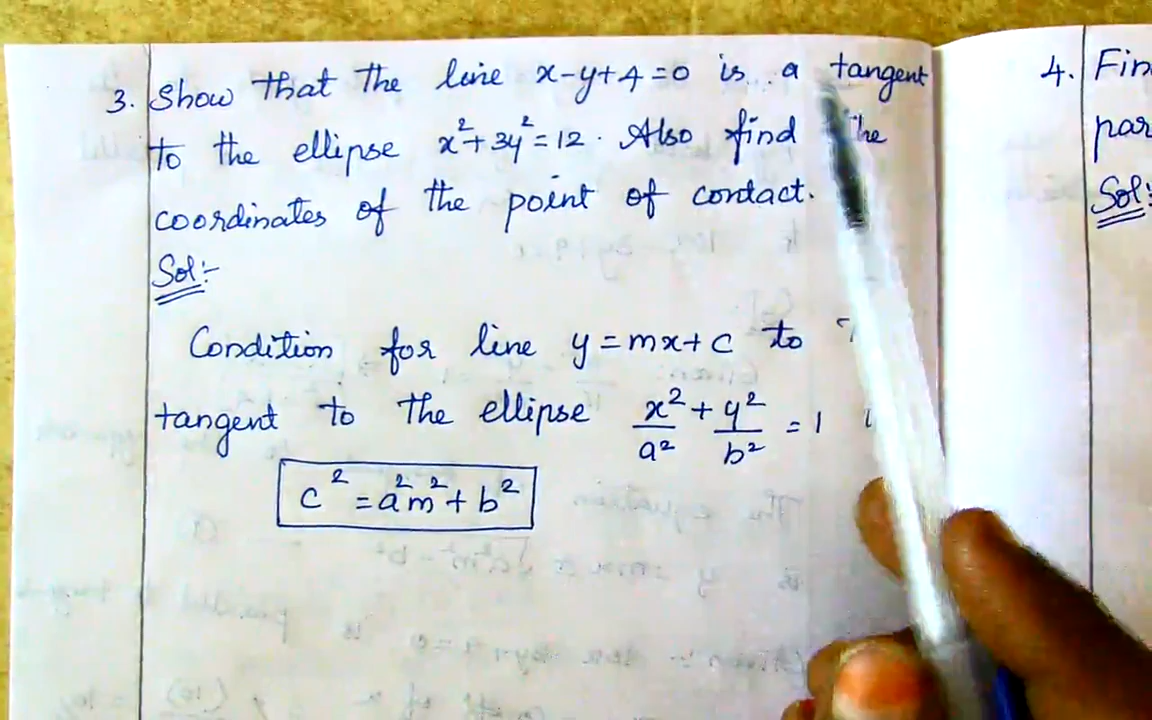 3. Show that the line x-y+4=0 is a tangent
to the ellipse x²+3y²=12. Also find the
coordinates of the point of contact.
Sol:-
Condition for line y=mx+c to
tangent to the ellipse x²/a² + y²/b² = 1
c² = a²m² + b²
4. Fin
par
Sol: